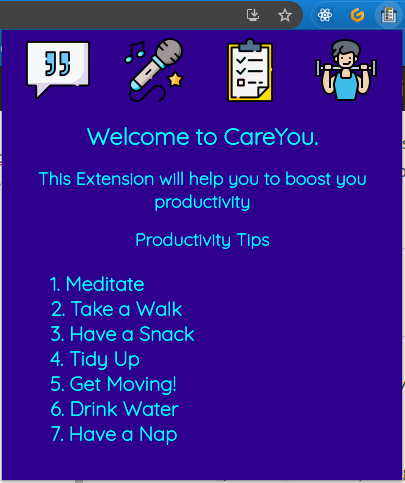 Welcome to CareYou.
This Extension will help you to boost you
productivity
Productivity Tips
1. Meditate
2. Take a Walk
3. Have a Snack
4. Tidy Up
5. Get Moving!
6. Drink Water
7. Have a Nap